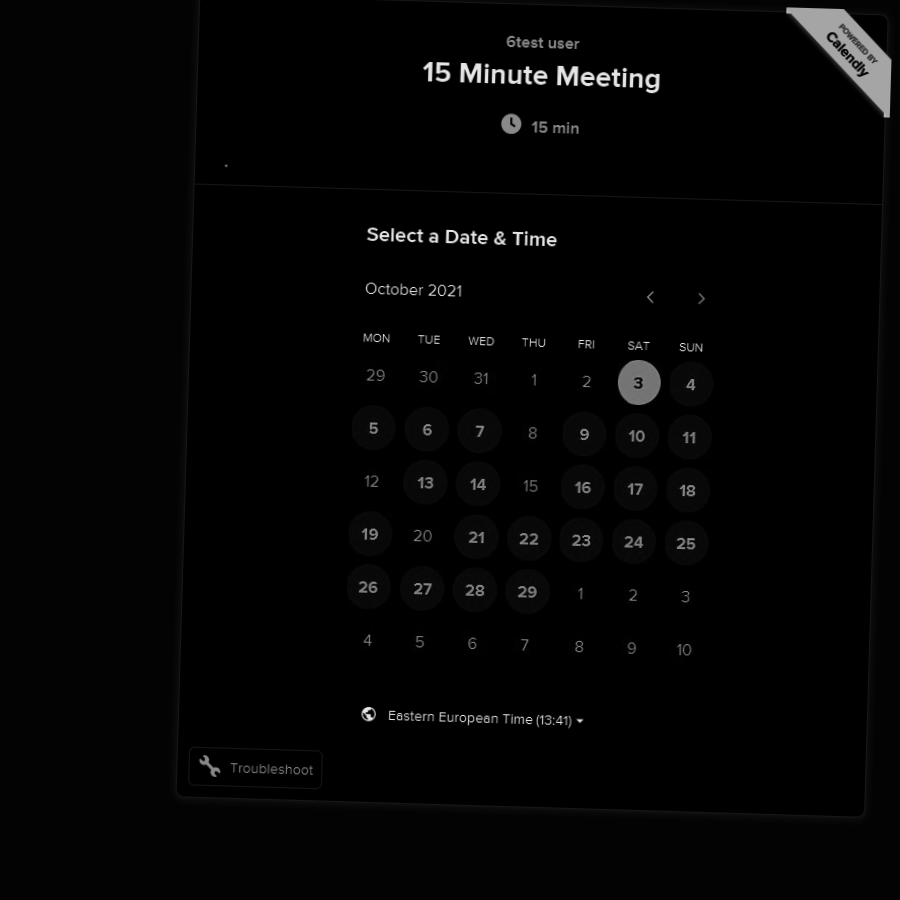 6test user
15 Minute Meeting
15 min
POWERED BY
Calendly
Select a Date & Time
October 2021
MON TUE WED THU FRI SAT SUN
29 30 31 1 2 3 4
5 6 7 8 9 10 11
12 13 14 15 16 17 18
19 20 21 22 23 24 25
26 27 28 29 1 2 3
4 5 6 7 8 9 10
Eastern European Time (13:41)
Troubleshoot